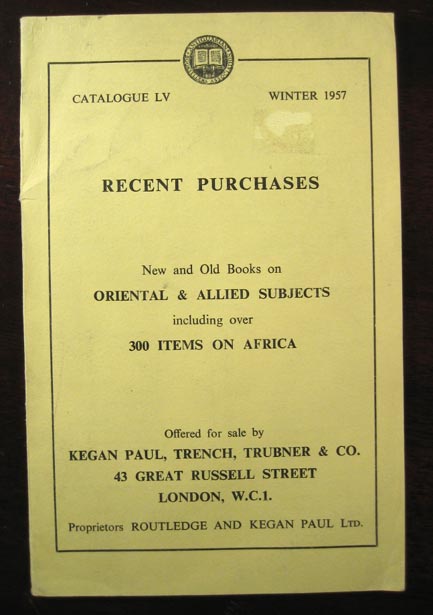 CATALOGUE LV WINTER 1957
RECENT PURCHASES
New and Old Books on
ORIENTAL & ALLIED SUBJECTS
including over
300 ITEMS ON AFRICA
Offered for sale by
KEGAN PAUL, TRENCH, TRUBNER & CO.
43 GREAT RUSSELL STREET
LONDON, W.C.1.
Proprietors ROUTLEDGE AND KEGAN PAUL LTD.